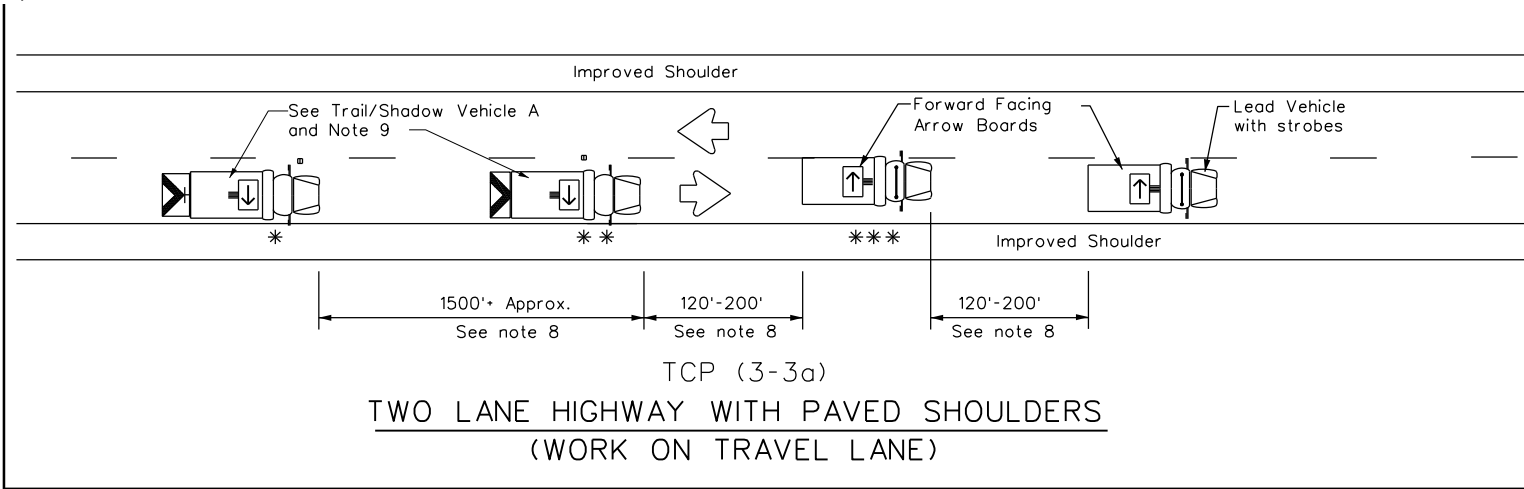 Improved Shoulder
See Trail/Shadow Vehicle A
and Note 9
Forward Facing
Arrow Boards
Lead Vehicle
with strobes
* 
* *
***
Improved Shoulder
1500'+ Approx.
See note 8
120'-200'
See note 8
120'-200'
See note 8
TCP (3-3a)
TWO LANE HIGHWAY WITH PAVED SHOULDERS
(WORK ON TRAVEL LANE)